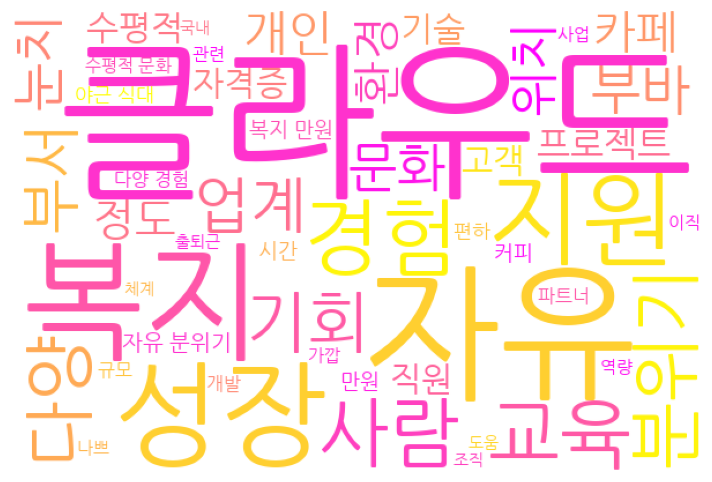 눈치
수평적
국내
개인
환경
기술
위치
사업
카페
관련
수평적 문화
자격증
야근 식대
클라우드
부바
복지 만원
부서
다양 경험
정도
업계
문화
고객
프로젝트
지원
경험
편하
이직
출퇴근
시간
커피
복지
체계
자유 분위기
기회
가깝
자유
파트너
분위기
다양
규모
나쁘
성장
개발
만원
직원
역량
사람
도움
조직
교육